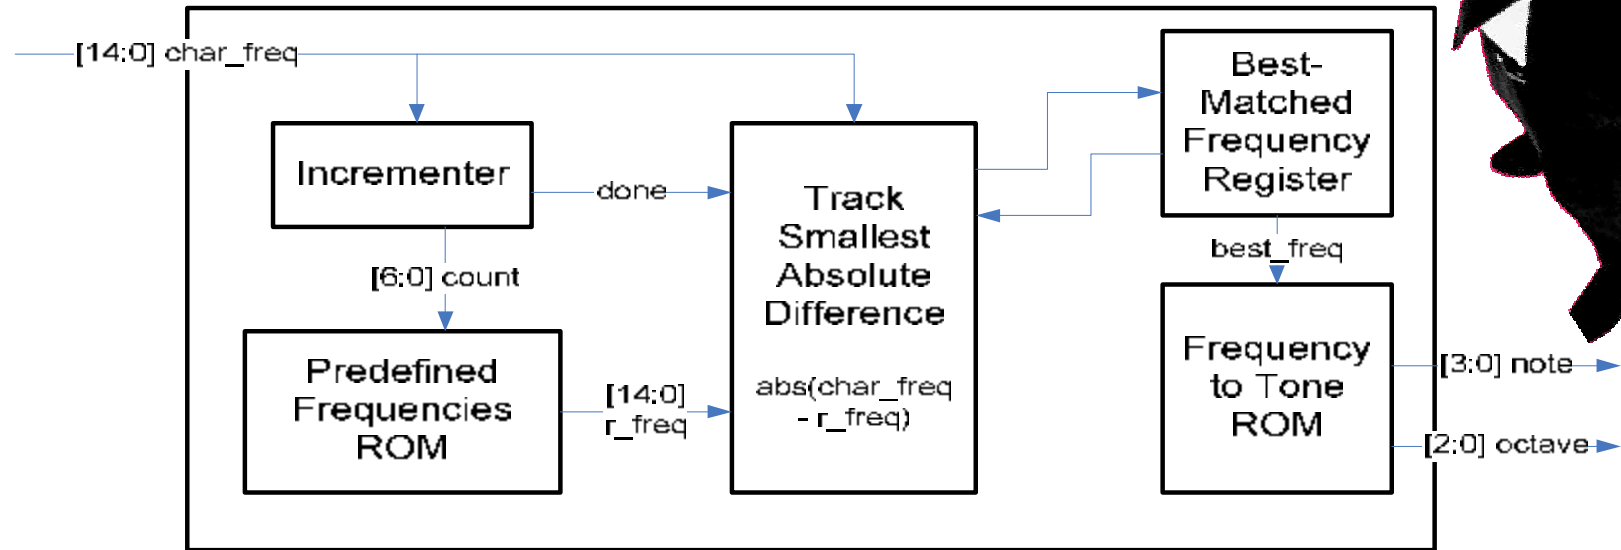 [14:0] char_freq
Incrementer
done
[6:0] count
Predefined
Frequencies
ROM
[14:0]
r_freq
Track
Smallest
Absolute
Difference
abs(char_freq
- r_freq)
Best-
Matched
Frequency
Register
best_freq
Frequency
to Tone
ROM
[3:0] note
[2:0] octave